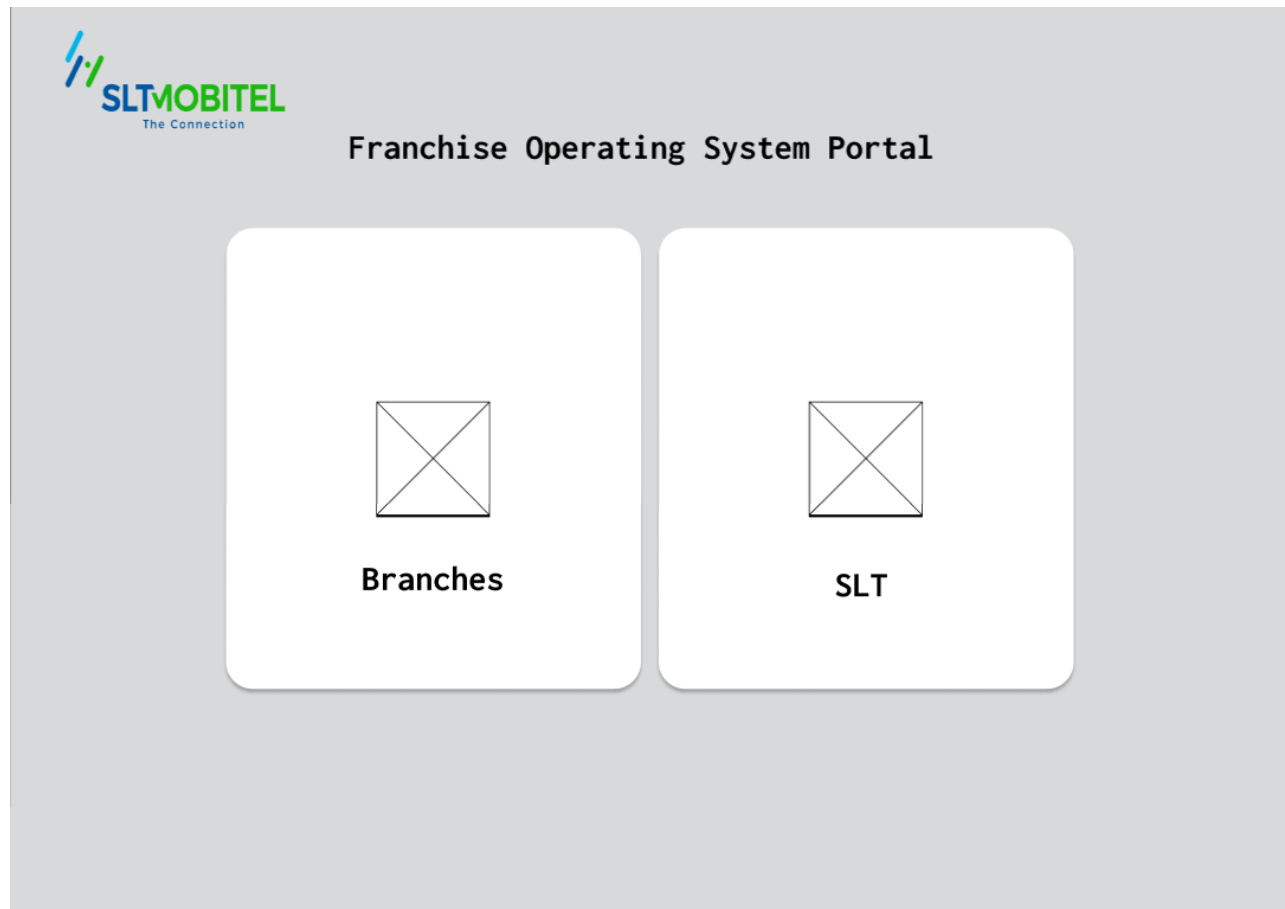 SLTMOBITEL
The Connection
Franchise Operating System Portal
Branches
SLT